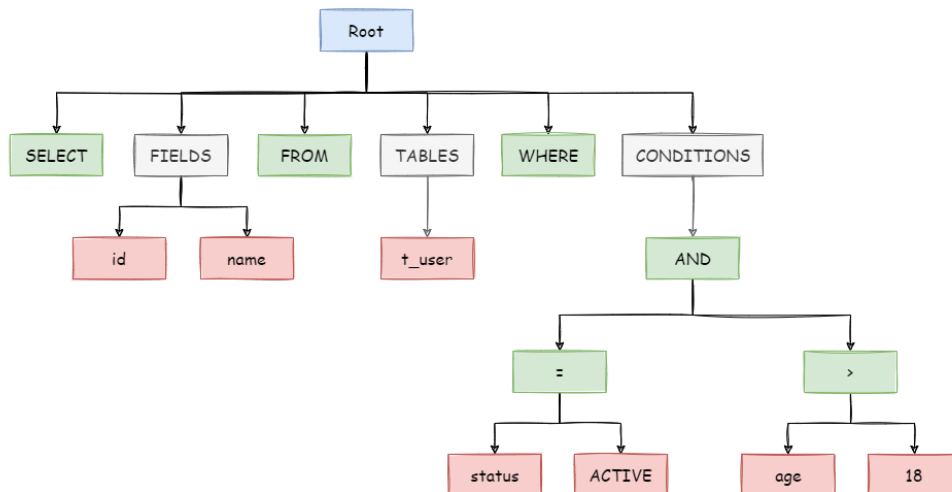 Root
SELECT FIELDS FROM TABLES WHERE CONDITIONS
id name t_user AND
= >
status ACTIVE age 18